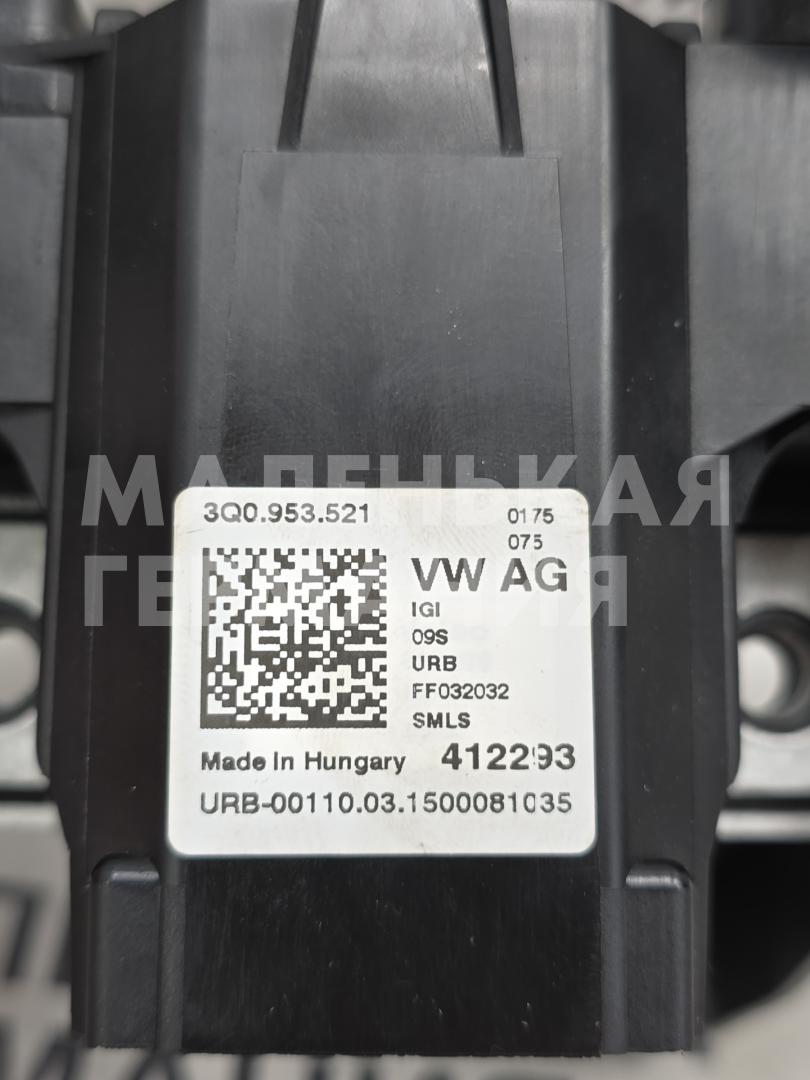 3Q0.953.521
0175
075
VW AG
IGI
09S
URB
FF032032
SMLS
Made In Hungary 412293
URB-00110.03.1500081035
МАЛЕНЬКАЯ